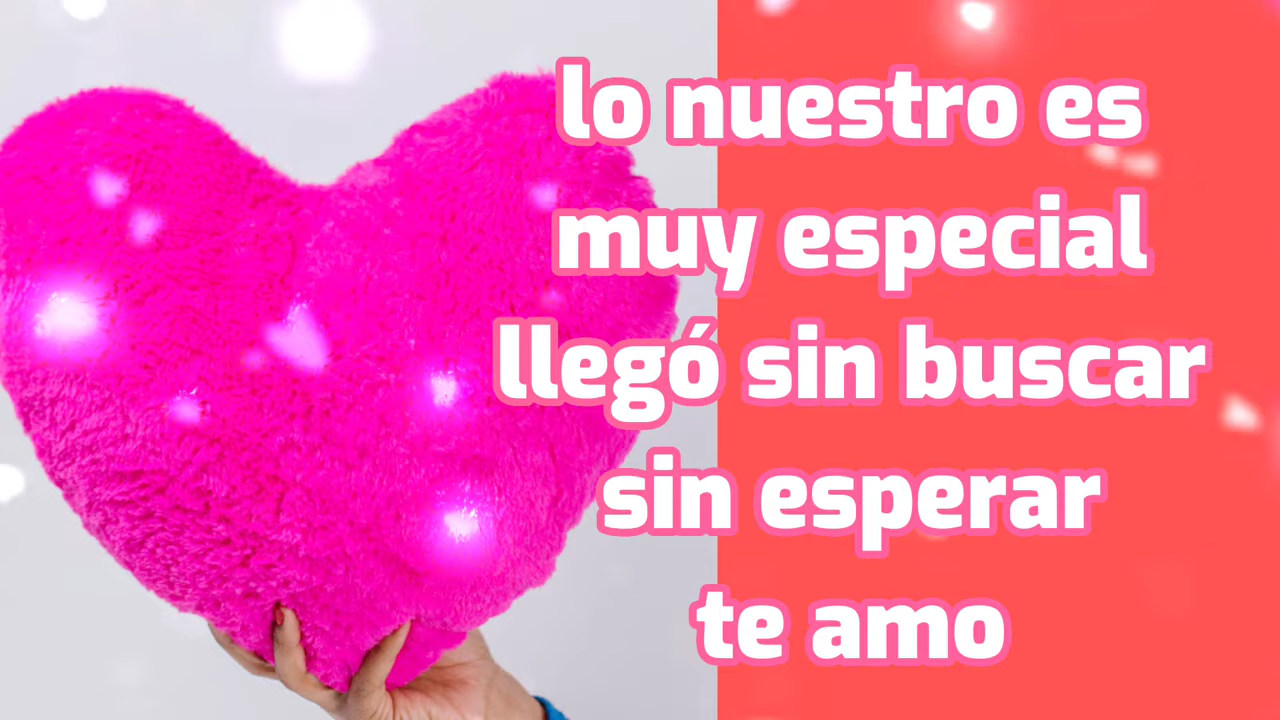 lo nuestro es
muy especial
llegó sin buscar
sin esperar
te amo